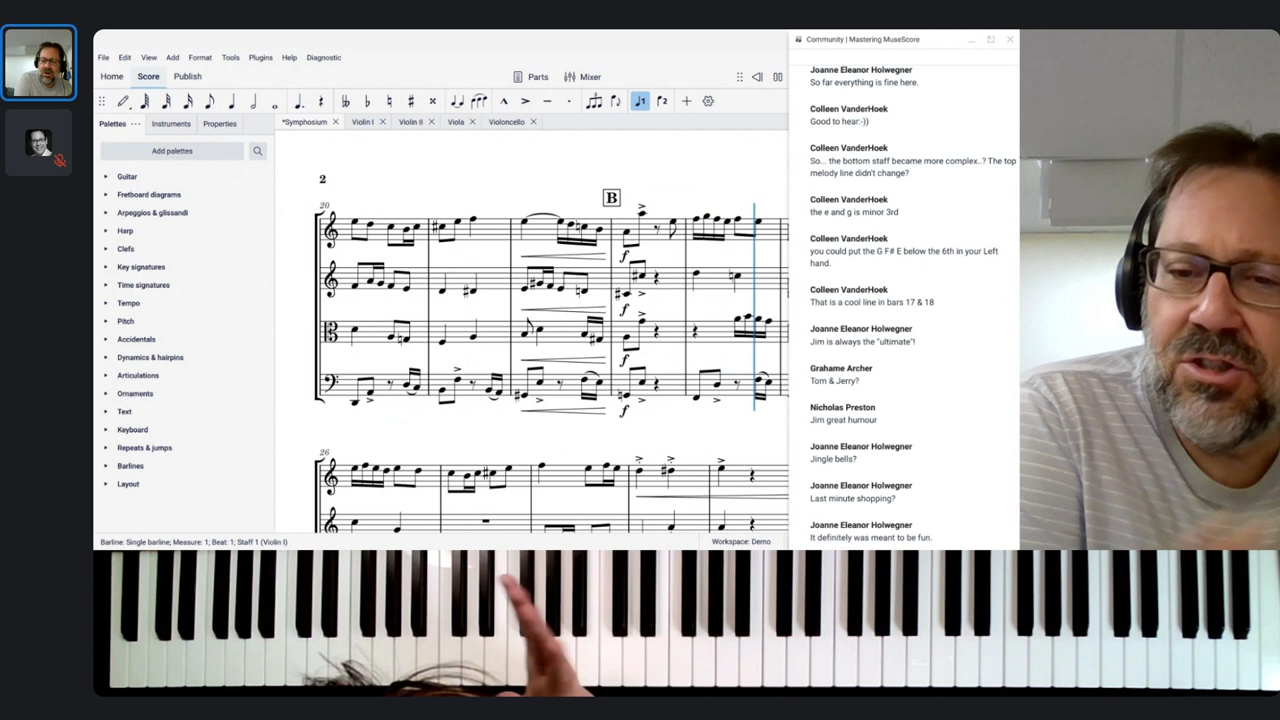 File Edit View Add Format Tools Plugins Help Diagnostic
Home Score Publish Parts Mixer
1 2
Palettes Instruments Properties
*Symphosium Violin I Violin II Viola Violoncello
Add palettes
Guitar
Fretboard diagrams
Arpeggios & glissandi
Harp
Clefs
Key signatures
Time signatures
Tempo
Pitch
Accidentals
Dynamics & hairpins
Articulations
Ornaments
Text
Keyboard
Repeats & jumps
Barlines
Layout
2
B
20
f
f
f
f
26
Barline: Single barline; Measure: 1; Beat: 1; Staff 1 (Violin I)
Workspace: Demo
Community | Mastering MuseScore
Joanne Eleanor Holwegner
So far everything is fine here.
Colleen VanderHoek
Good to hear:-))
Colleen VanderHoek
So... the bottom staff became more complex..? The top
melody line didn't change?
Colleen VanderHoek
the e and g is minor 3rd
Colleen VanderHoek
you could put the G F# E below the 6th in your Left
hand.
Colleen VanderHoek
That is a cool line in bars 17 & 18
Joanne Eleanor Holwegner
Jim is always the "ultimate"!
Grahame Archer
Tom & Jerry?
Nicholas Preston
Jim great humour
Joanne Eleanor Holwegner
Jingle bells?
Joanne Eleanor Holwegner
Last minute shopping?
Joanne Eleanor Holwegner
It definitely was meant to be fun.